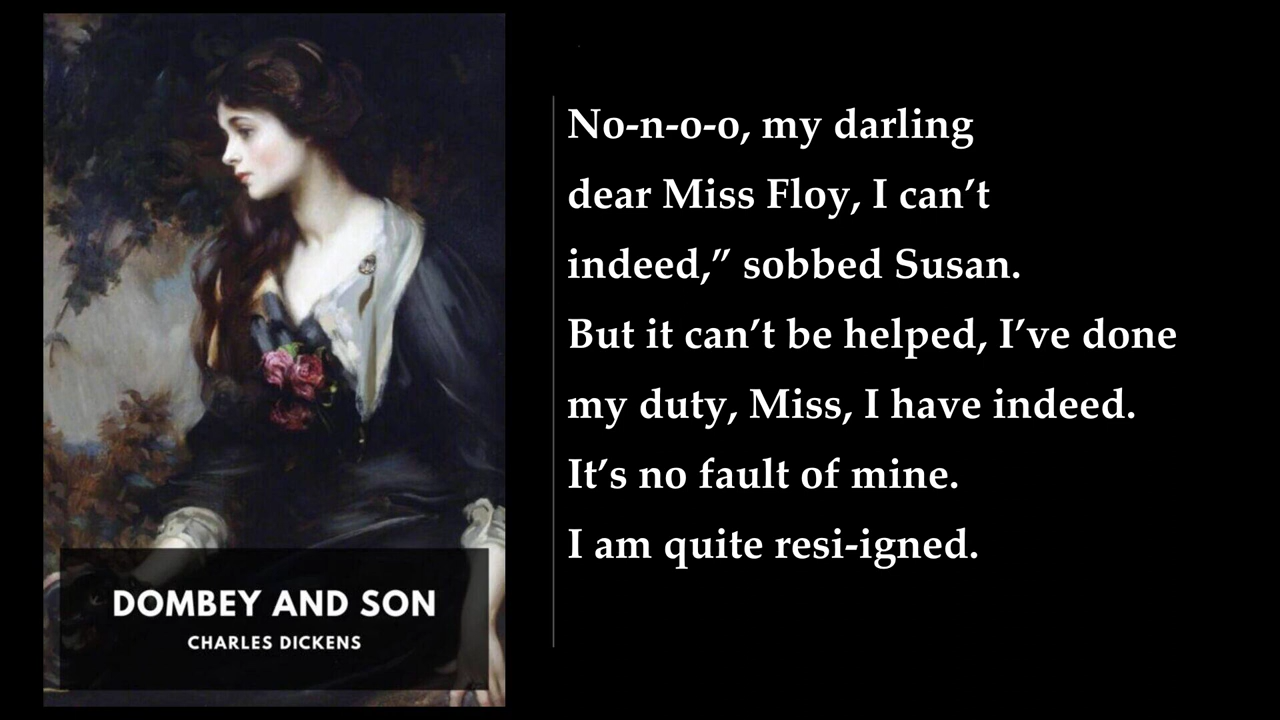 DOMBEY AND SON
CHARLES DICKENS
No-n-o-o, my darling
dear Miss Floy, I can’t
indeed,” sobbed Susan.
But it can’t be helped, I’ve done
my duty, Miss, I have indeed.
It’s no fault of mine.
I am quite resi-igned.